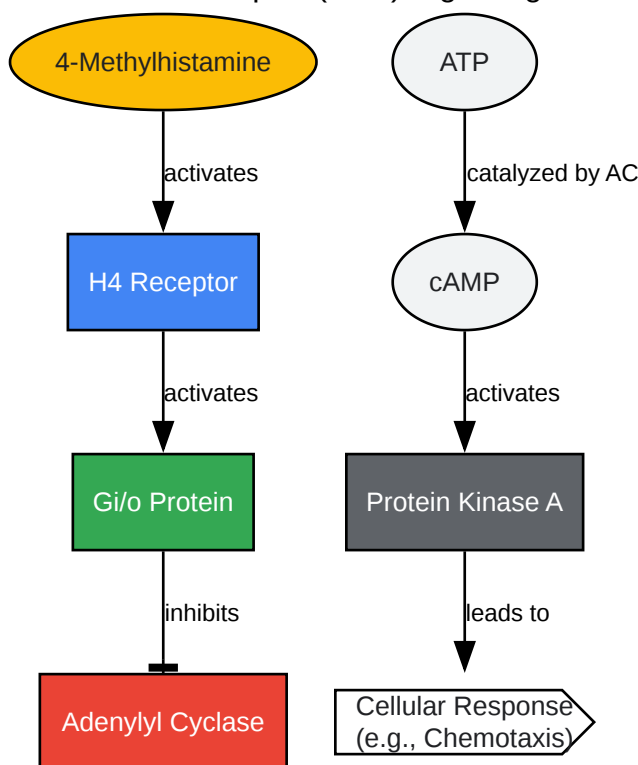 4-Methylhistamine
ATP
activates
catalyzed by AC
H4 Receptor
cAMP
activates
activates
Gi/o Protein
Protein Kinase A
inhibits
leads to
Adenylyl Cyclase
Cellular Response
(e.g., Chemotaxis)